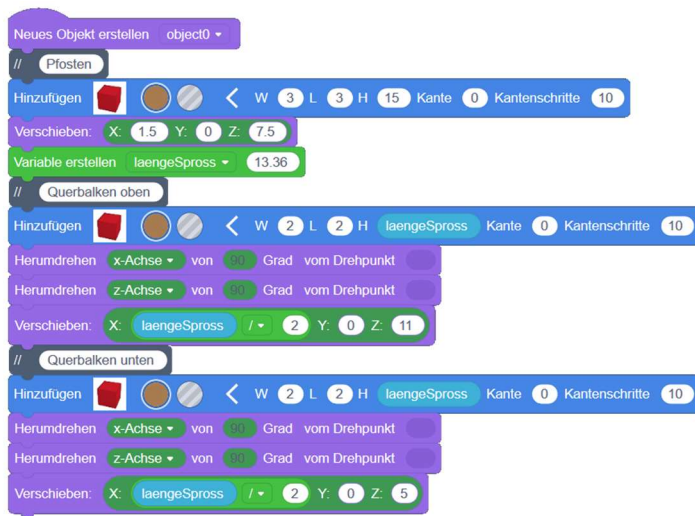 Neues Objekt erstellen object0
// Pfosten
Hinzufügen W 3 L 3 H 15 Kante 0 Kantenschritte 10
Verschieben: X: 1.5 Y: 0 Z: 7.5
Variable erstellen laengeSpross 13.36
// Querbalken oben
Hinzufügen W 2 L 2 H laengeSpross Kante 0 Kantenschritte 10
Herumdrehen x-Achse von 90 Grad vom Drehpunkt
Herumdrehen z-Achse von 90 Grad vom Drehpunkt
Verschieben: X: laengeSpross / 2 Y: 0 Z: 11
// Querbalken unten
Hinzufügen W 2 L 2 H laengeSpross Kante 0 Kantenschritte 10
Herumdrehen x-Achse von 90 Grad vom Drehpunkt
Herumdrehen z-Achse von 90 Grad vom Drehpunkt
Verschieben: X: laengeSpross / 2 Y: 0 Z: 5